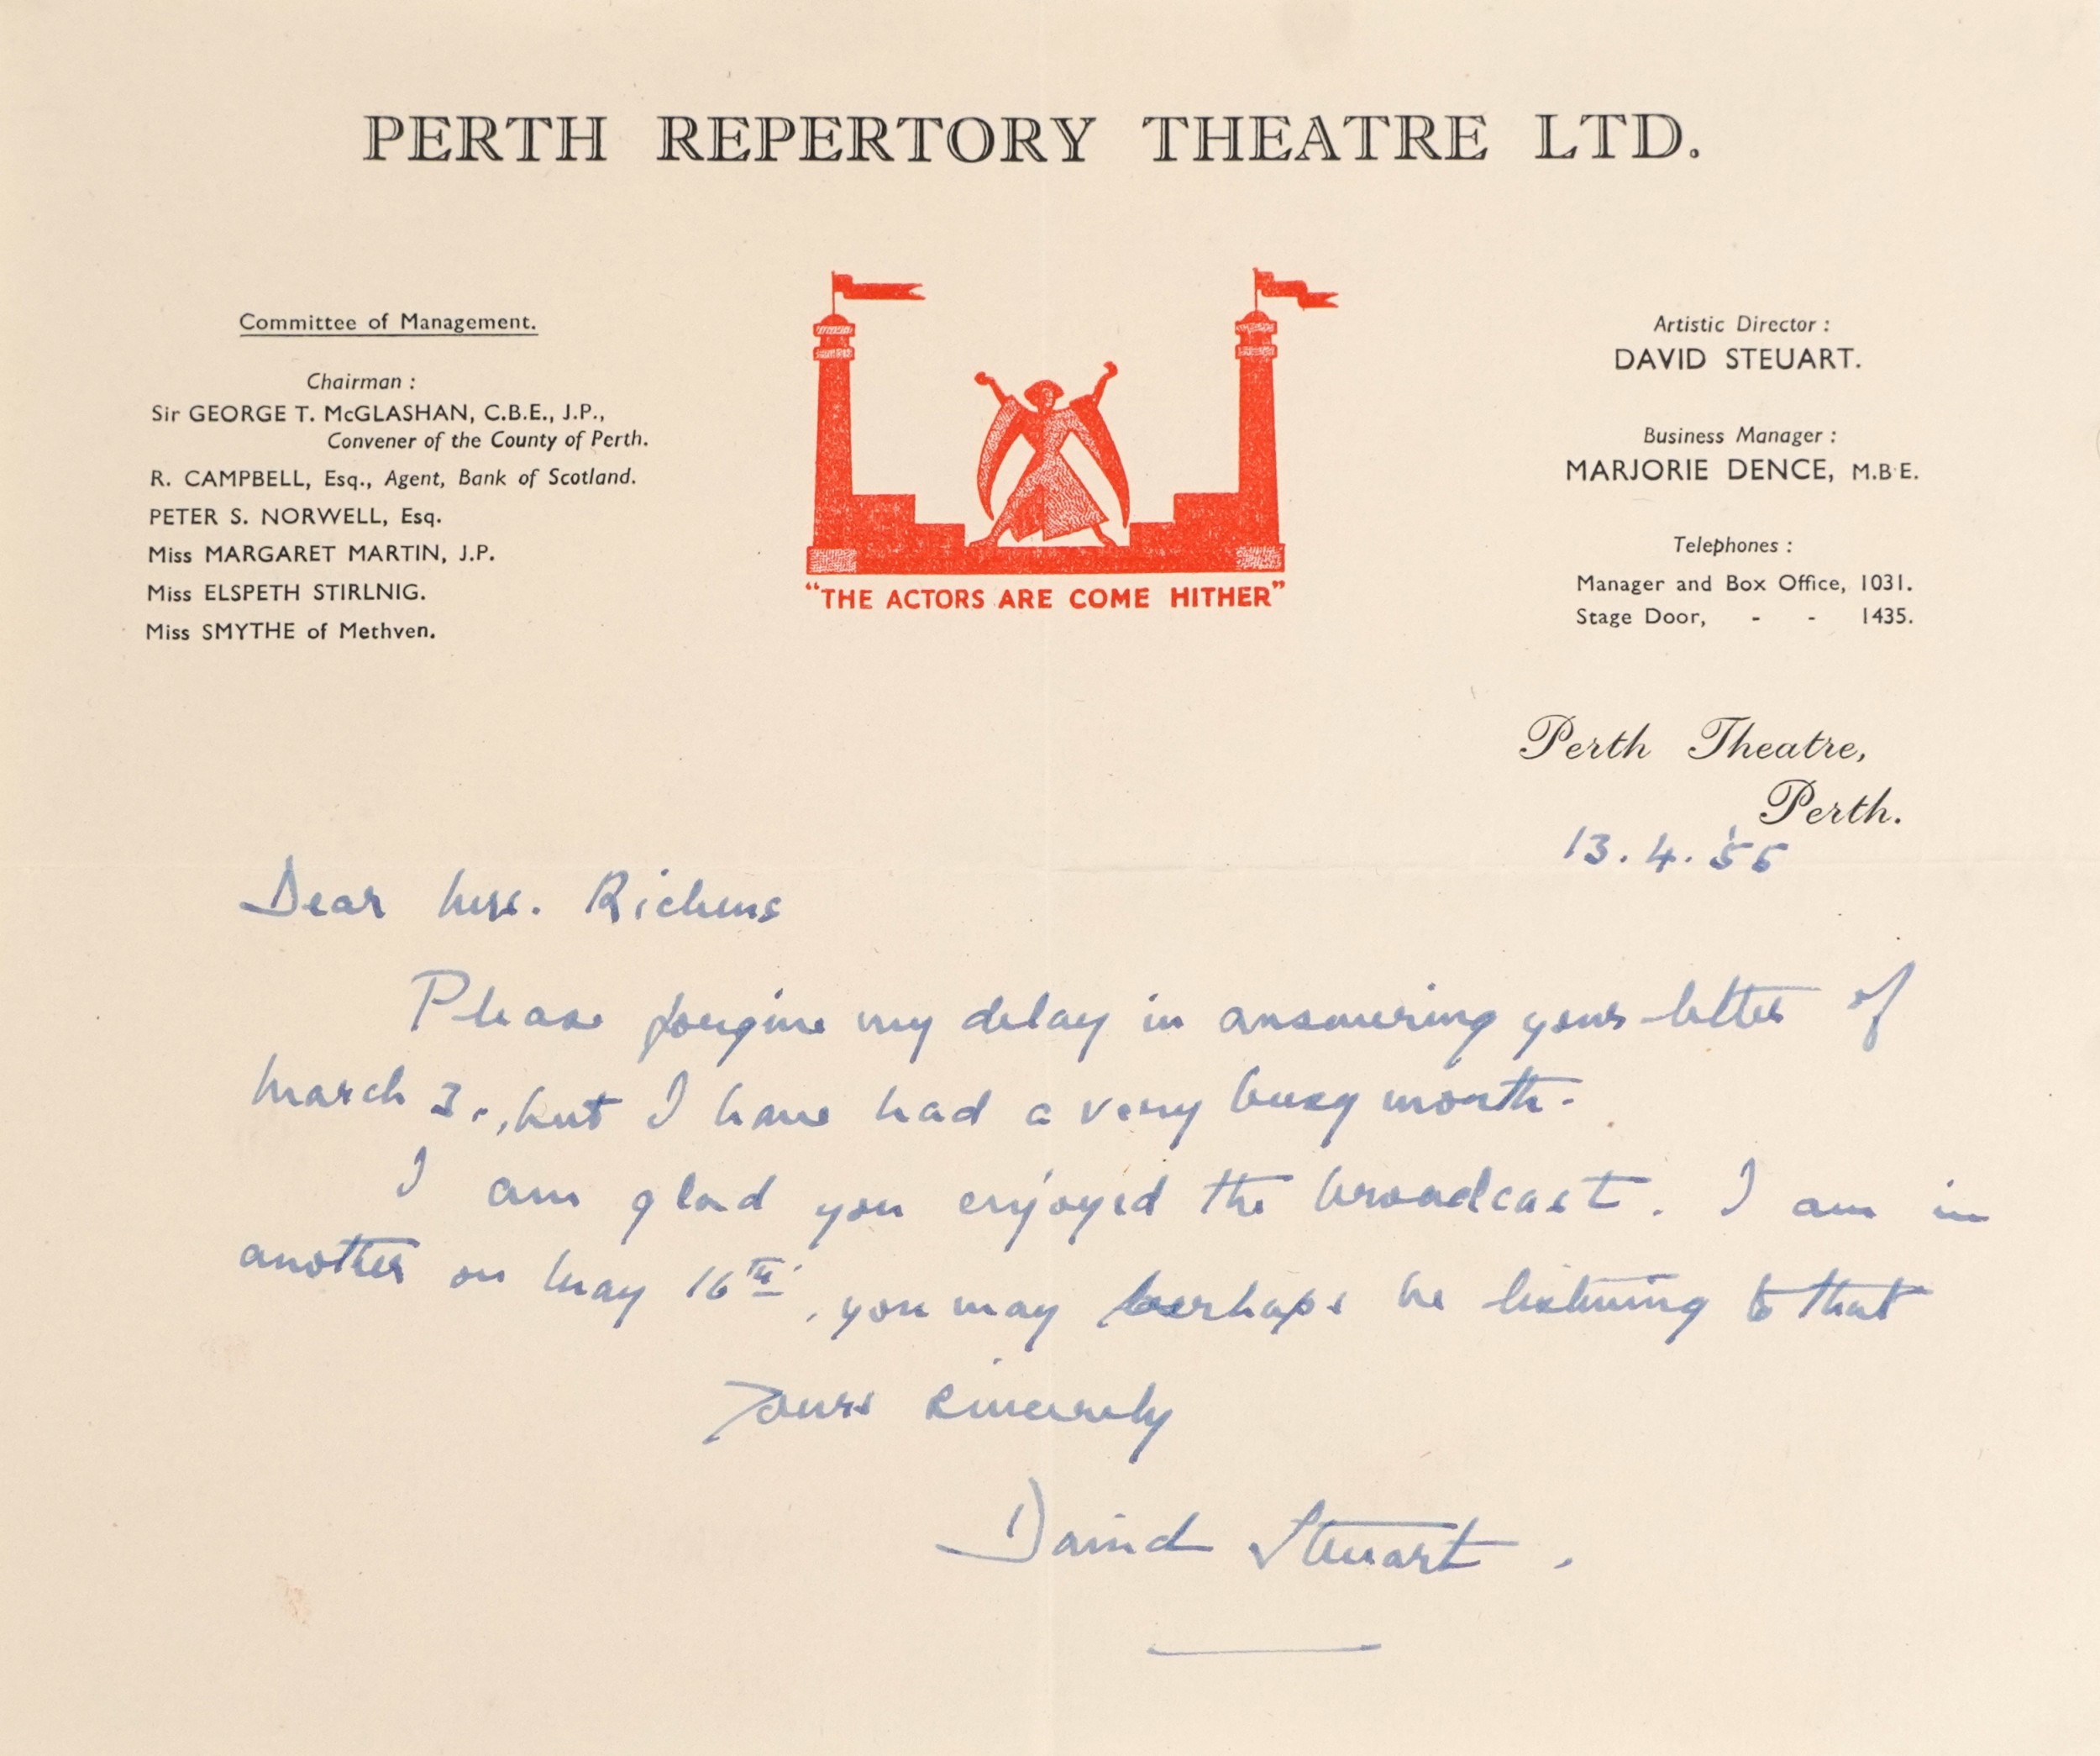 PERTH REPERTORY THEATRE LTD.
Committee of Management.
Chairman :
Sir GEORGE T. McGLASHAN, C.B.E., J.P.,
Convener of the County of Perth.
R. CAMPBELL, Esq., Agent, Bank of Scotland.
PETER S. NORWELL, Esq.
Miss MARGARET MARTIN, J.P.
Miss ELSPETH STIRLNIG.
Miss SMYTHE of Methven.
"THE ACTORS ARE COME HITHER"
Artistic Director :
DAVID STEUART.
Business Manager :
MARJORIE DENCE, M.B.E.
Telephones :
Manager and Box Office, 1031.
Stage Door, - - 1435.
Perth Theatre,
Perth.
13.4.'55
Dear Mrs. Richens
Please forgive my delay in answering your letter of
March 3., but I have had a very busy month.
I am glad you enjoyed the broadcast. I am in
another on May 16th, you may perhaps be listening to that
Yours sincerely
David Steuart.